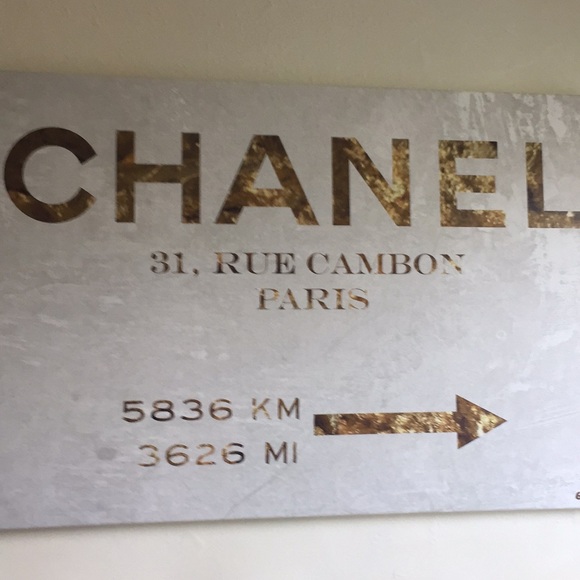 CHANEL
31, RUE CAMBON
PARIS
5836 KM
3626 MI